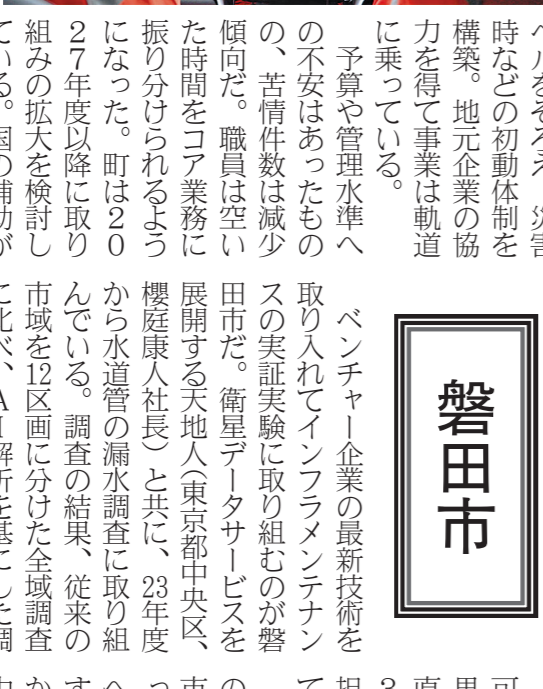 ベルをそろえ、災害
時などの初動体制を
構築。地元企業の協
力を得て事業は軌道
に乗っている。
予算や管理水準へ
の不安はあったもの
の、苦情件数は減少
傾向だ。職員は空い
た時間をコア業務に
振り分けられるよう
になった。町は20
27年度以降に取り
組みの拡大を検討し
ている。国の補助が
磐田市
ベンチャー企業の最新技術を
取り入れてインフラメンテナン
スの実証実験に取り組むのが磐
田市だ。衛星データサービスを
展開する天地人(東京都中央区、
櫻庭康人社長)と共に、23年度
から水道管の漏水調査に取り組
んでいる。調査の結果、従来の
市域を12区画に分けた全域調査
に比べ、AI解析を基にした調